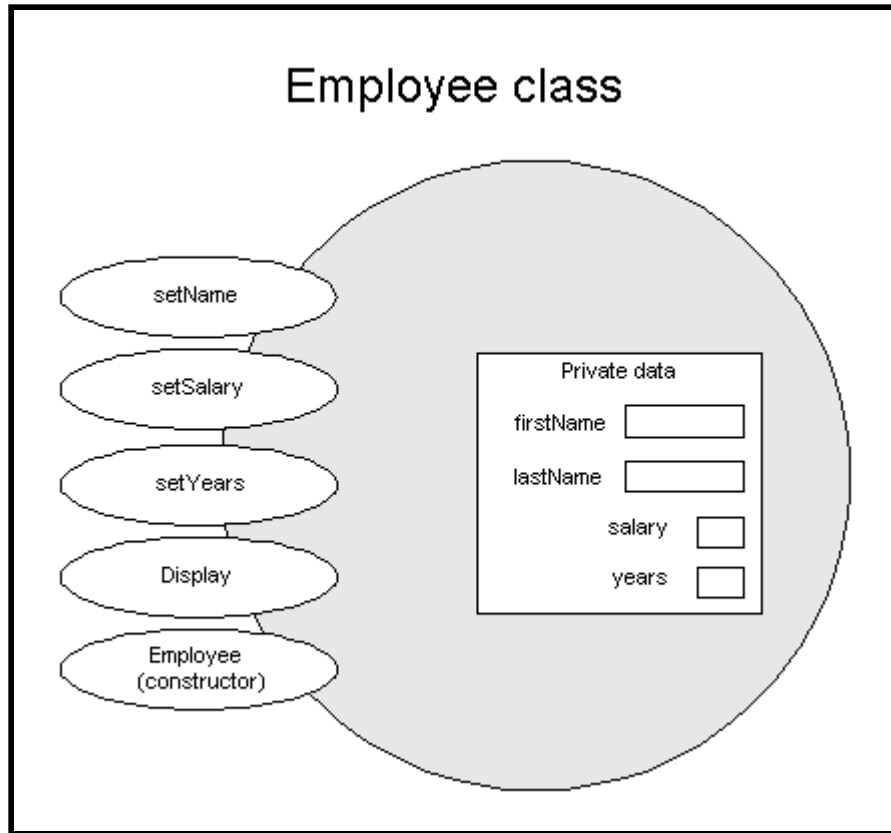 Employee class
setName
setSalary
setYears
Display
Employee
(constructor)
Private data
firstName
lastName
salary
years